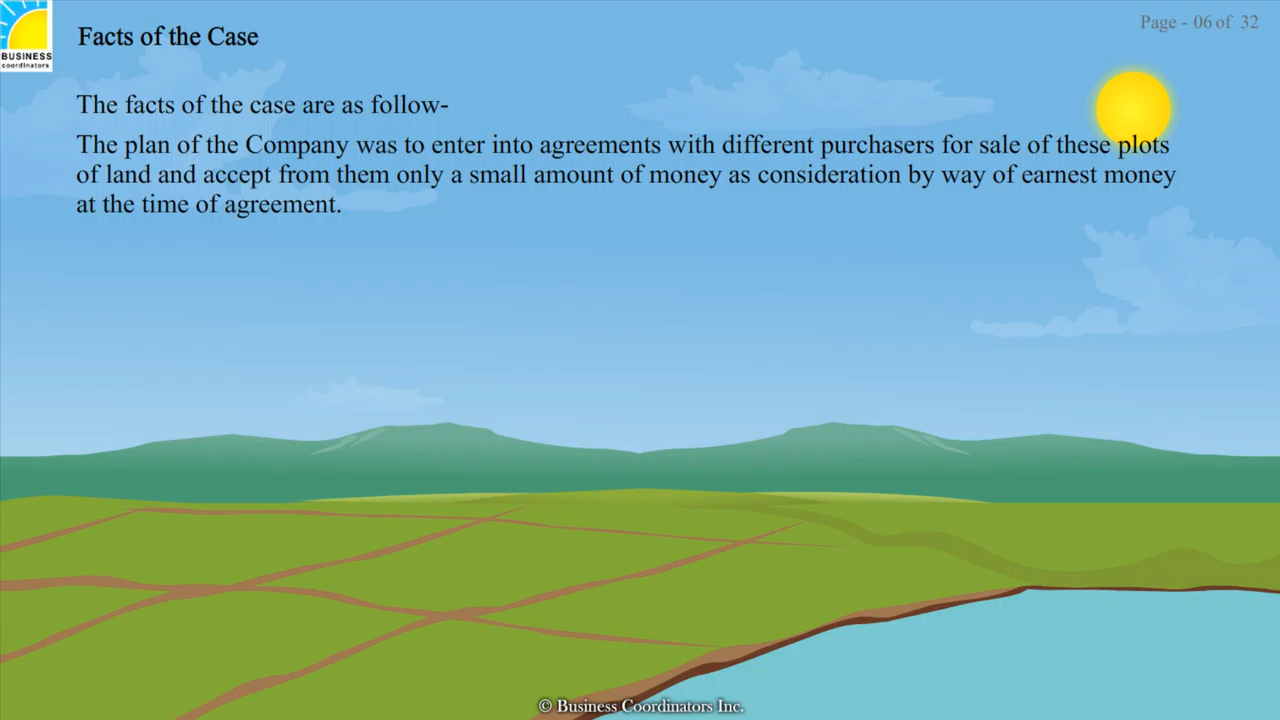 BUSINESS
coordinators
Facts of the Case
Page - 06 of 32
The facts of the case are as follow-
The plan of the Company was to enter into agreements with different purchasers for sale of these plots
of land and accept from them only a small amount of money as consideration by way of earnest money
at the time of agreement.
© Business Coordinators Inc.